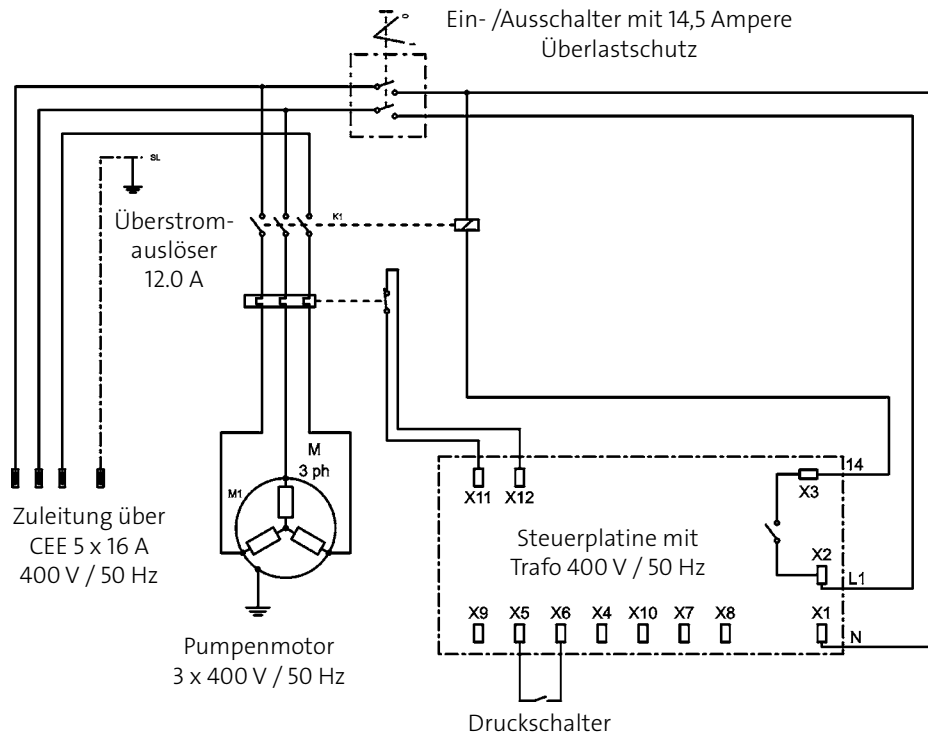 Ein- /Ausschalter mit 14,5 Ampere
Überlastschutz
SL
Überstrom-
auslöser
12.0 A
K1
M
3 ph
M1
14
X11 X12 X3
Zuleitung über
CEE 5 x 16 A
400 V / 50 Hz
Steuerplatine mit
Trafo 400 V / 50 Hz
X2
L1
X9 X5 X6 X4 X10 X7 X8 X1
N
Pumpenmotor
3 x 400 V / 50 Hz
Druckschalter